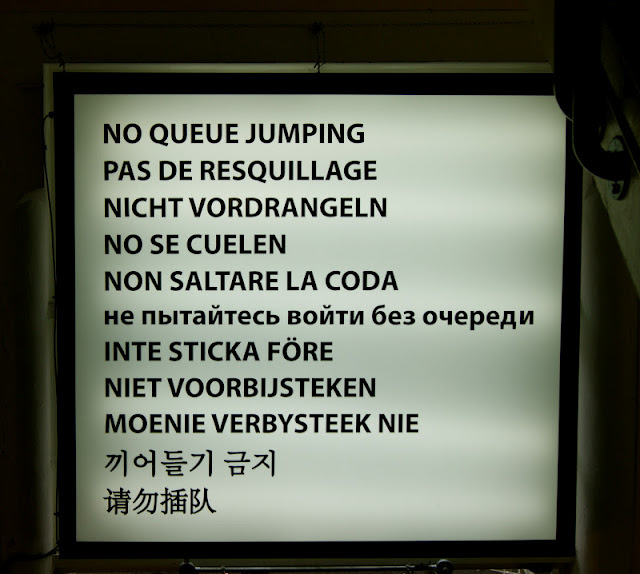 NO QUEUE JUMPING
PAS DE RESQUILLAGE
NICHT VORDRANGELN
NO SE CUELEN
NON SALTARE LA CODA
не пытайтесь войти без очереди
INTE STICKA FÖRE
NIET VOORBIJSTEKEN
MOENIE VERBYSTEEK NIE
끼어들기 금지
请勿插队